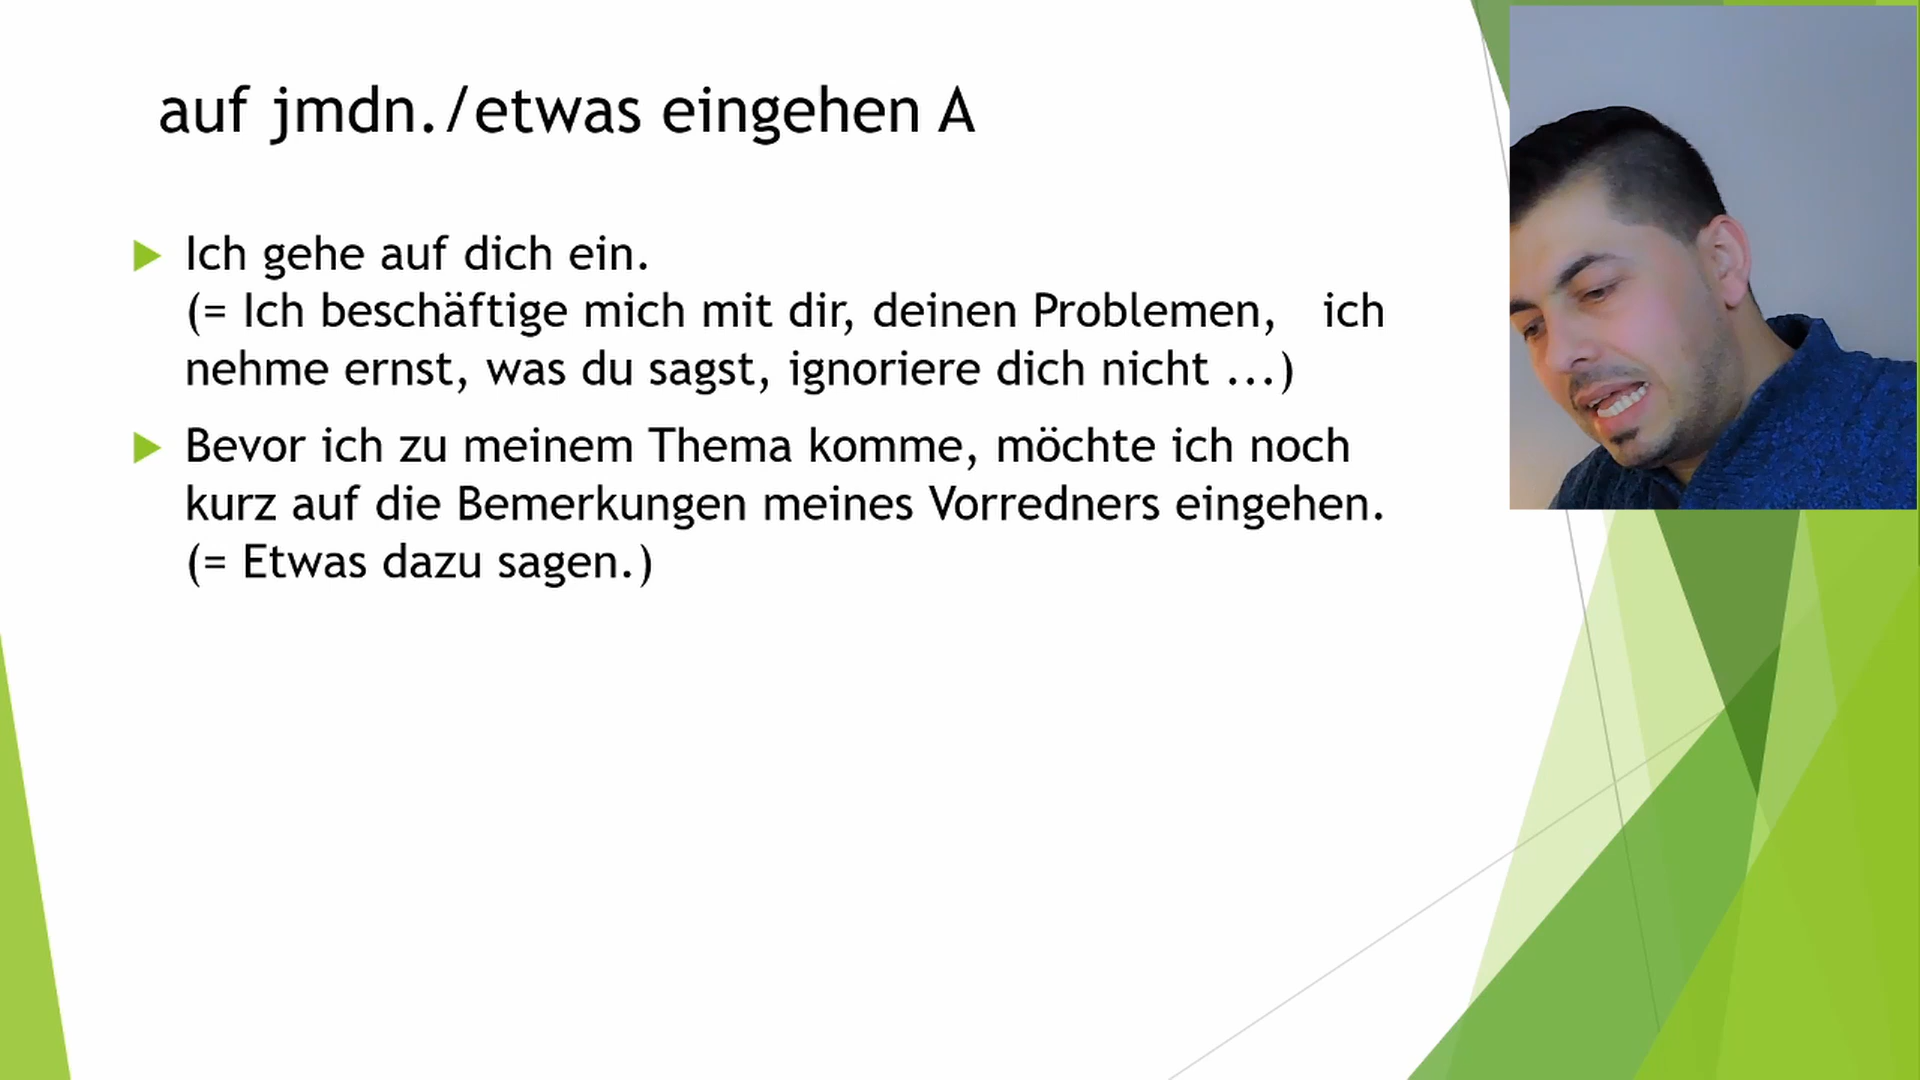 auf jmdn./etwas eingehen A
Ich gehe auf dich ein.
(= Ich beschäftige mich mit dir, deinen Problemen, ich
nehme ernst, was du sagst, ignoriere dich nicht ...)
Bevor ich zu meinem Thema komme, möchte ich noch
kurz auf die Bemerkungen meines Vorredners eingehen.
(= Etwas dazu sagen.)